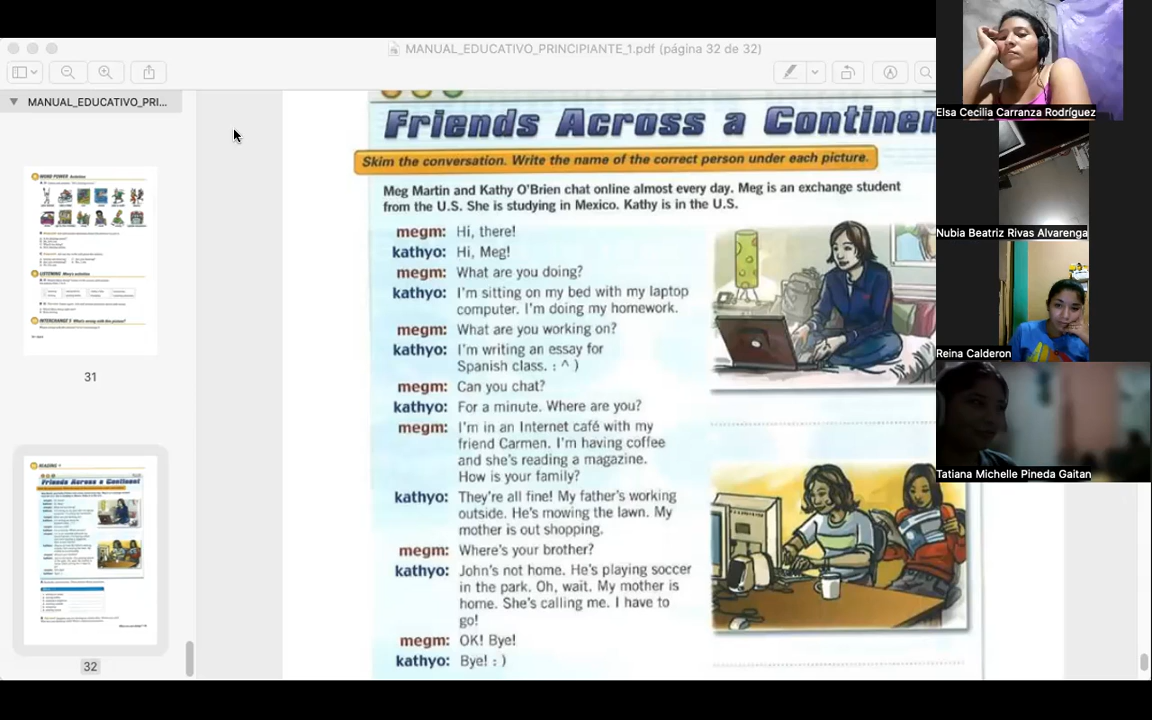 MANUAL_EDUCATIVO_PRINCIPIANTE_1.pdf (página 32 de 32)
MANUAL_EDUCATIVO_PRI...
31
32
Friends Across a Continen
Skim the conversation. Write the name of the correct person under each picture.
Meg Martin and Kathy O'Brien chat online almost every day. Meg is an exchange student
from the U.S. She is studying in Mexico. Kathy is in the U.S.
megm: Hi, there!
kathyo: Hi, Meg!
megm: What are you doing?
kathyo: I'm sitting on my bed with my laptop
computer. I'm doing my homework.
megm: What are you working on?
kathyo: I'm writing an essay for
Spanish class. : ^ )
megm: Can you chat?
kathyo: For a minute. Where are you?
megm: I'm in an Internet café with my
friend Carmen. I'm having coffee
and she's reading a magazine.
How is your family?
kathyo: They're all fine! My father's working
outside. He's mowing the lawn. My
mother is out shopping.
megm: Where's your brother?
kathyo: John's not home. He's playing soccer
in the park. Oh, wait. My mother is
home. She's calling me. I have to
go!
megm: OK! Bye!
kathyo: Bye! : )
Elsa Cecilia Carranza Rodríguez
Nubia Beatriz Rivas Alvarenga
Reina Calderon
Tatiana Michelle Pineda Gaitan